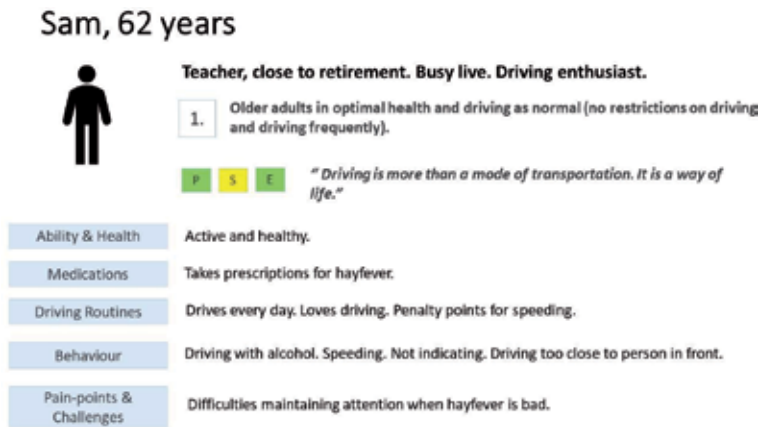 Sam, 62 years
Teacher, close to retirement. Busy live. Driving enthusiast.
1.
Older adults in optimal health and driving as normal (no restrictions on driving
and driving frequently).
P S E
“ Driving is more than a mode of transportation. It is a way of
life.”
Ability & Health
Active and healthy.
Medications
Takes prescriptions for hayfever.
Driving Routines
Drives every day. Loves driving. Penalty points for speeding.
Behaviour
Driving with alcohol. Speeding. Not indicating. Driving too close to person in front.
Pain-points &
Challenges
Difficulties maintaining attention when hayfever is bad.